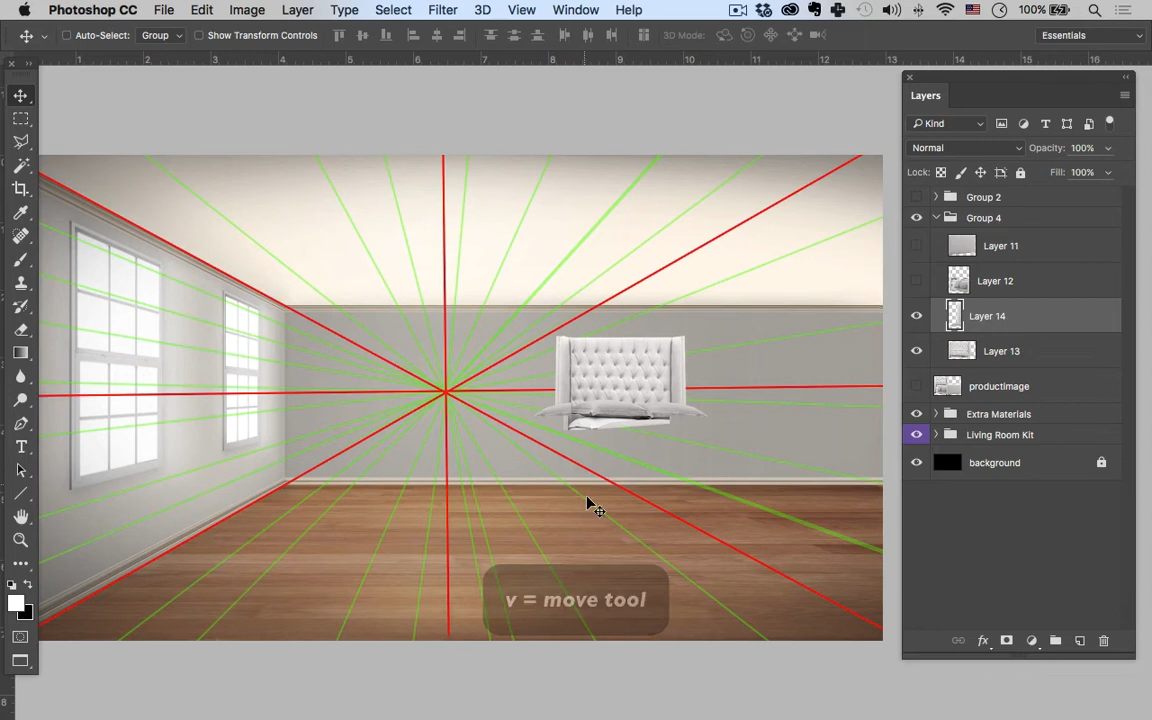 Photoshop CC File Edit Image Layer Type Select Filter 3D View Window Help 100%
Auto-Select: Group Show Transform Controls 3D Mode: Essentials
1 2 3 4 5 6 7 8 9 10 11 12 13 14 15 16
Layers
Kind
Normal Opacity: 100%
Lock: Fill: 100%
Group 2
Group 4
Layer 11
Layer 12
Layer 14
Layer 13
productimage
Extra Materials
Living Room Kit
background
v = move tool